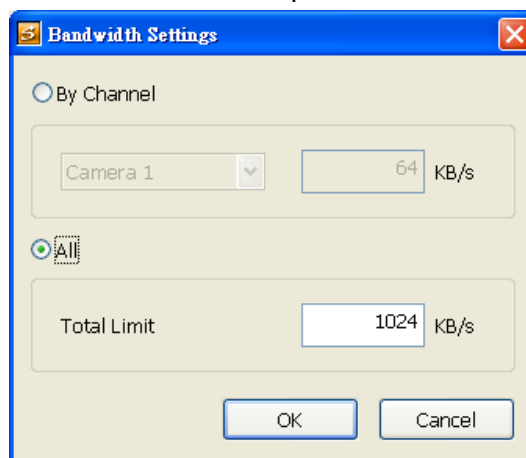 Bandwidth Settings
By Channel
Camera 1 64 KB/s
All
Total Limit 1024 KB/s
OK Cancel